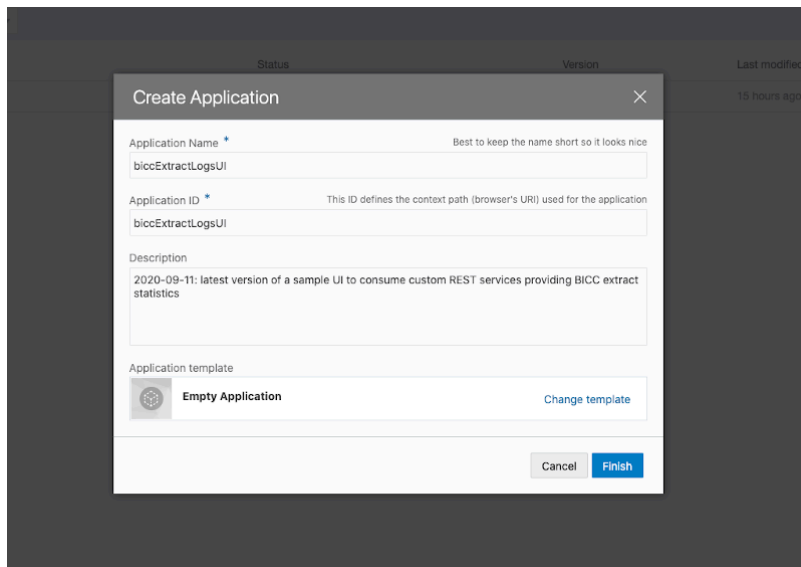 Status Version Last modified
15 hours ago
Create Application
Application Name * Best to keep the name short so it looks nice
biccExtractLogsUI
Application ID * This ID defines the context path (browser's URI) used for the application
biccExtractLogsUI
Description
2020-09-11: latest version of a sample UI to consume custom REST services providing BICC extract
statistics
Application template
Empty Application Change template
Cancel Finish